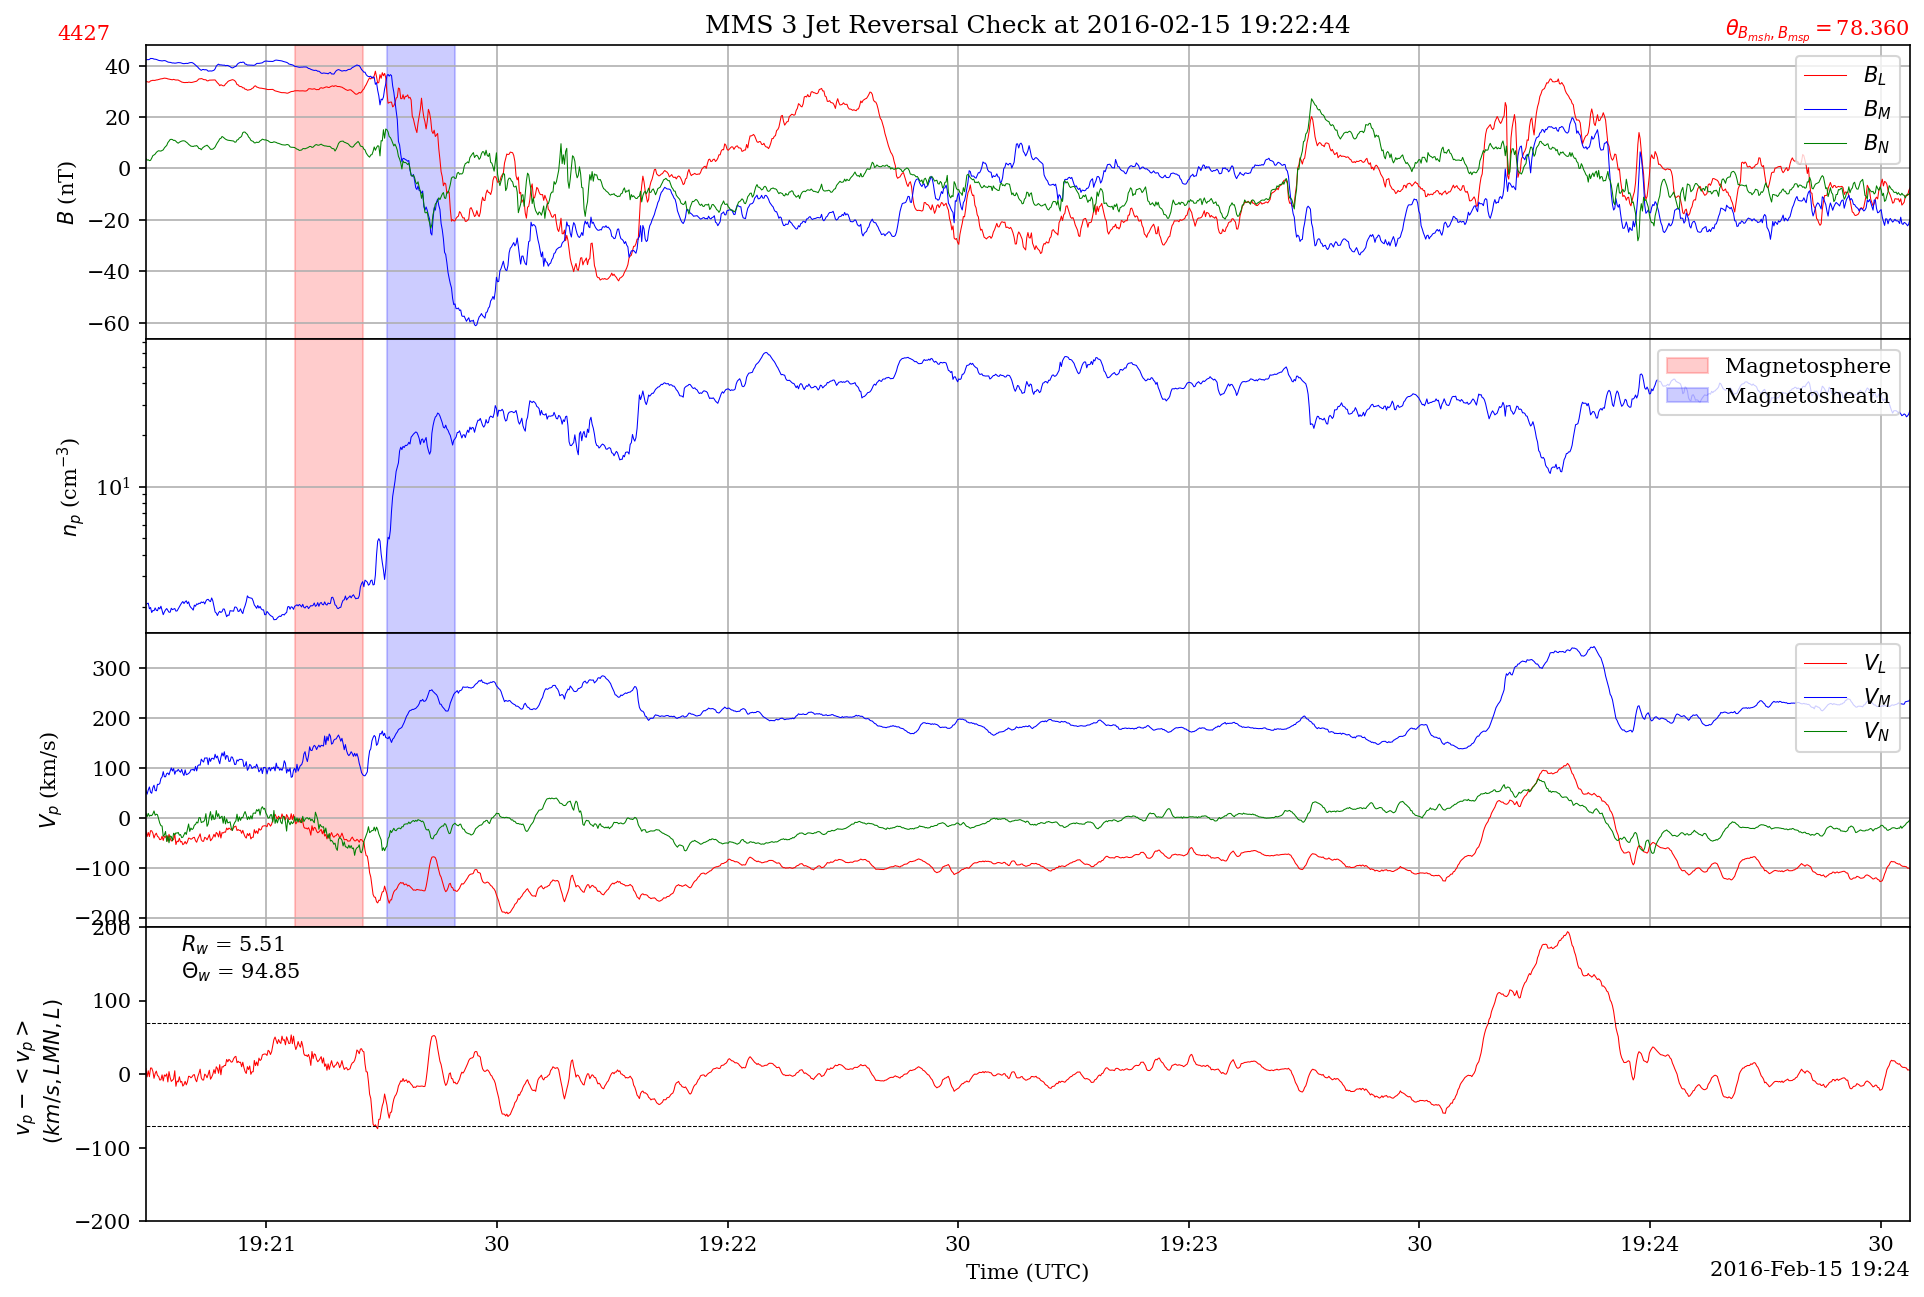 MMS 3 Jet Reversal Check at 2016-02-15 19:22:44
4427
θ_{B_{msh}, B_{msp}} = 78.360
40
20
0
−20
−40
−60
B (nT)
B_L
B_M
B_N
10^1
n_p (cm^{−3})
Magnetosphere
Magnetosheath
300
200
100
0
−100
−200
V_p (km/s)
V_L
V_M
V_N
200
100
0
−100
−200
v_p − < v_p >
(km/s, LMN, L)
R_w = 5.51
Θ_w = 94.85
19:21
30
19:22
30
19:23
30
19:24
30
Time (UTC)
2016-Feb-15 19:24